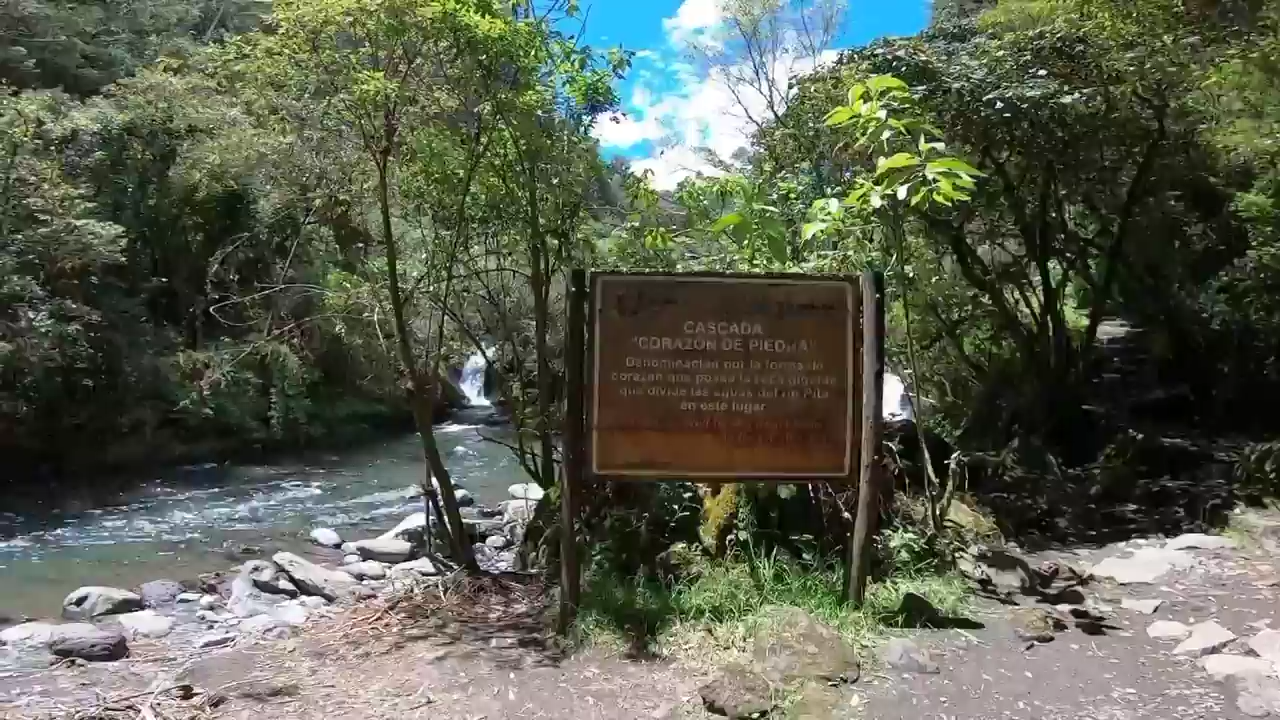 CASCADA
"CORAZON DE PIEDRA"
Denominacion por la forma de
corazon que posee la roca grande
que divide las aguas del rio Pita
en este lugar